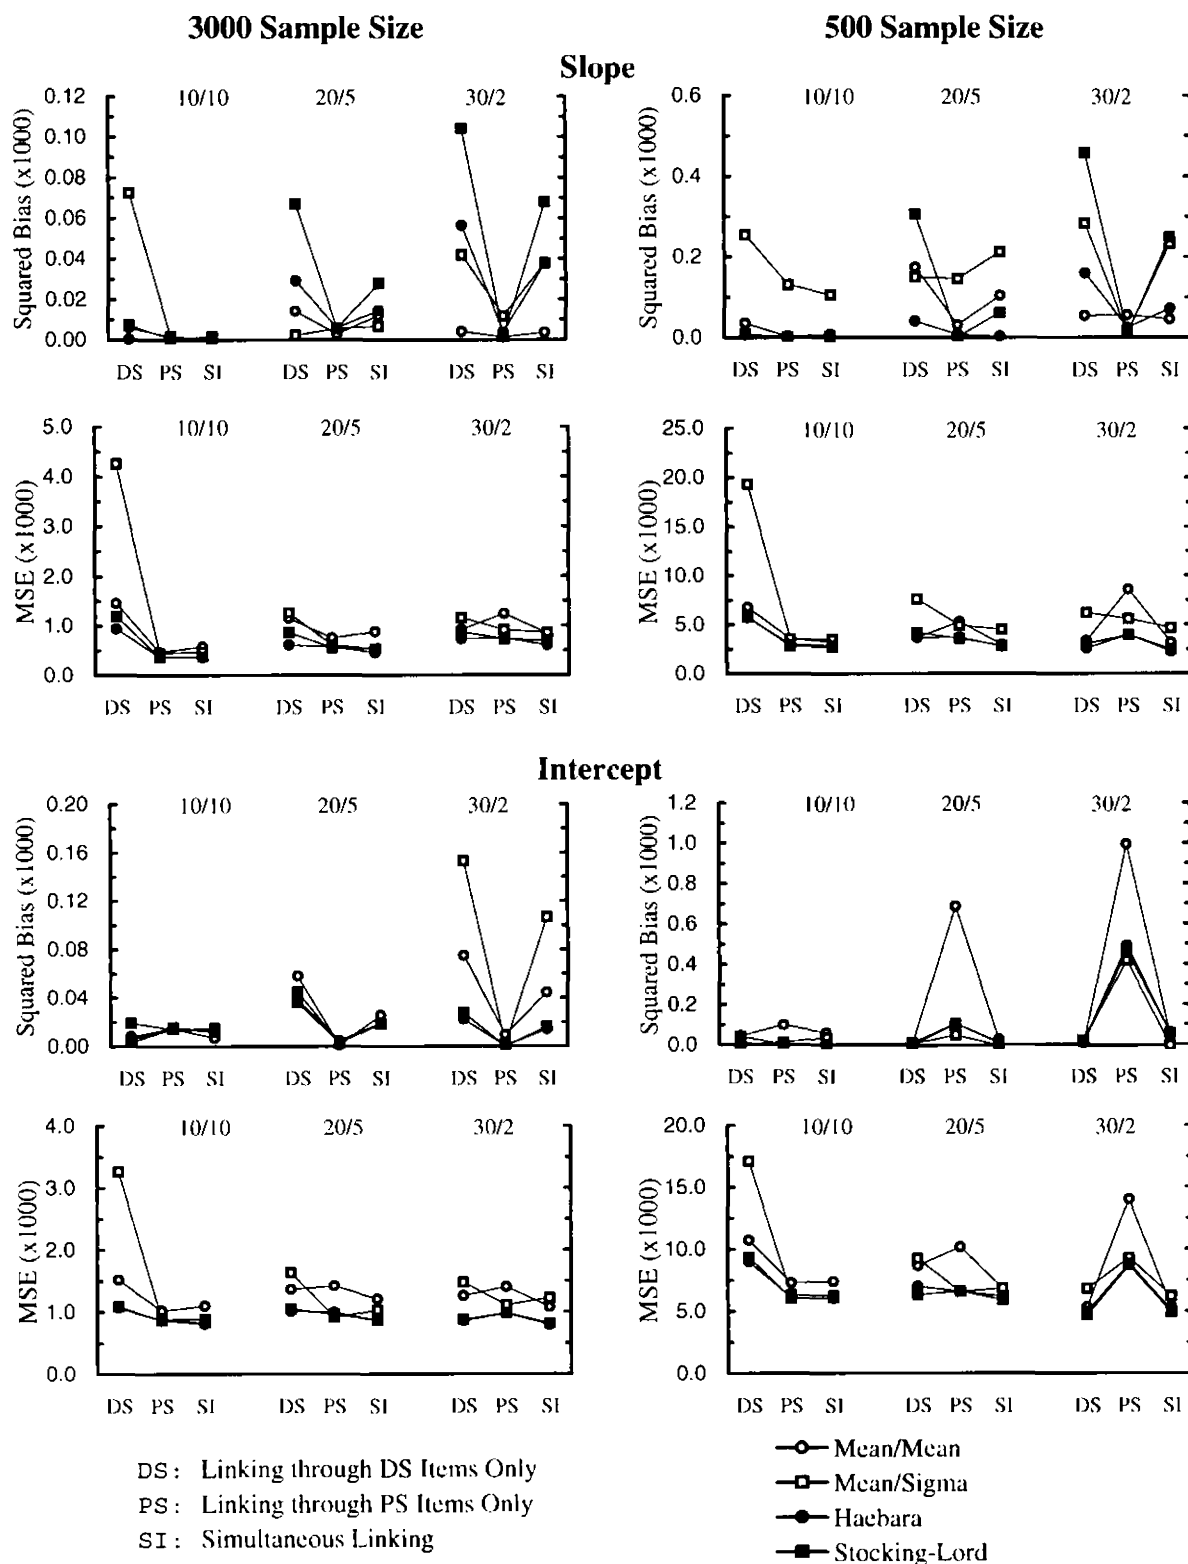 3000 Sample Size
500 Sample Size
Slope
Squared Bias (x1000)
0.12
0.10
0.08
0.06
0.04
0.02
0.00
10/10
20/5
30/2
DS PS SI
DS PS SI
DS PS SI
Squared Bias (x1000)
0.6
0.4
0.2
0.0
10/10
20/5
30/2
DS PS SI
DS PS SI
DS PS SI
MSE (x1000)
5.0
4.0
3.0
2.0
1.0
0.0
10/10
20/5
30/2
DS PS SI
DS PS SI
DS PS SI
MSE (x1000)
25.0
20.0
15.0
10.0
5.0
0.0
10/10
20/5
30/2
DS PS SI
DS PS SI
DS PS SI
Intercept
Squared Bias (x1000)
0.20
0.16
0.12
0.08
0.04
0.00
10/10
20/5
30/2
DS PS SI
DS PS SI
DS PS SI
Squared Bias (x1000)
1.2
1.0
0.8
0.6
0.4
0.2
0.0
10/10
20/5
30/2
DS PS SI
DS PS SI
DS PS SI
MSE (x1000)
4.0
3.0
2.0
1.0
0.0
10/10
20/5
30/2
DS PS SI
DS PS SI
DS PS SI
MSE (x1000)
20.0
15.0
10.0
5.0
0.0
10/10
20/5
30/2
DS PS SI
DS PS SI
DS PS SI
DS: Linking through DS Items Only
PS: Linking through PS Items Only
SI: Simultaneous Linking
Mean/Mean
Mean/Sigma
Haebara
Stocking-Lord